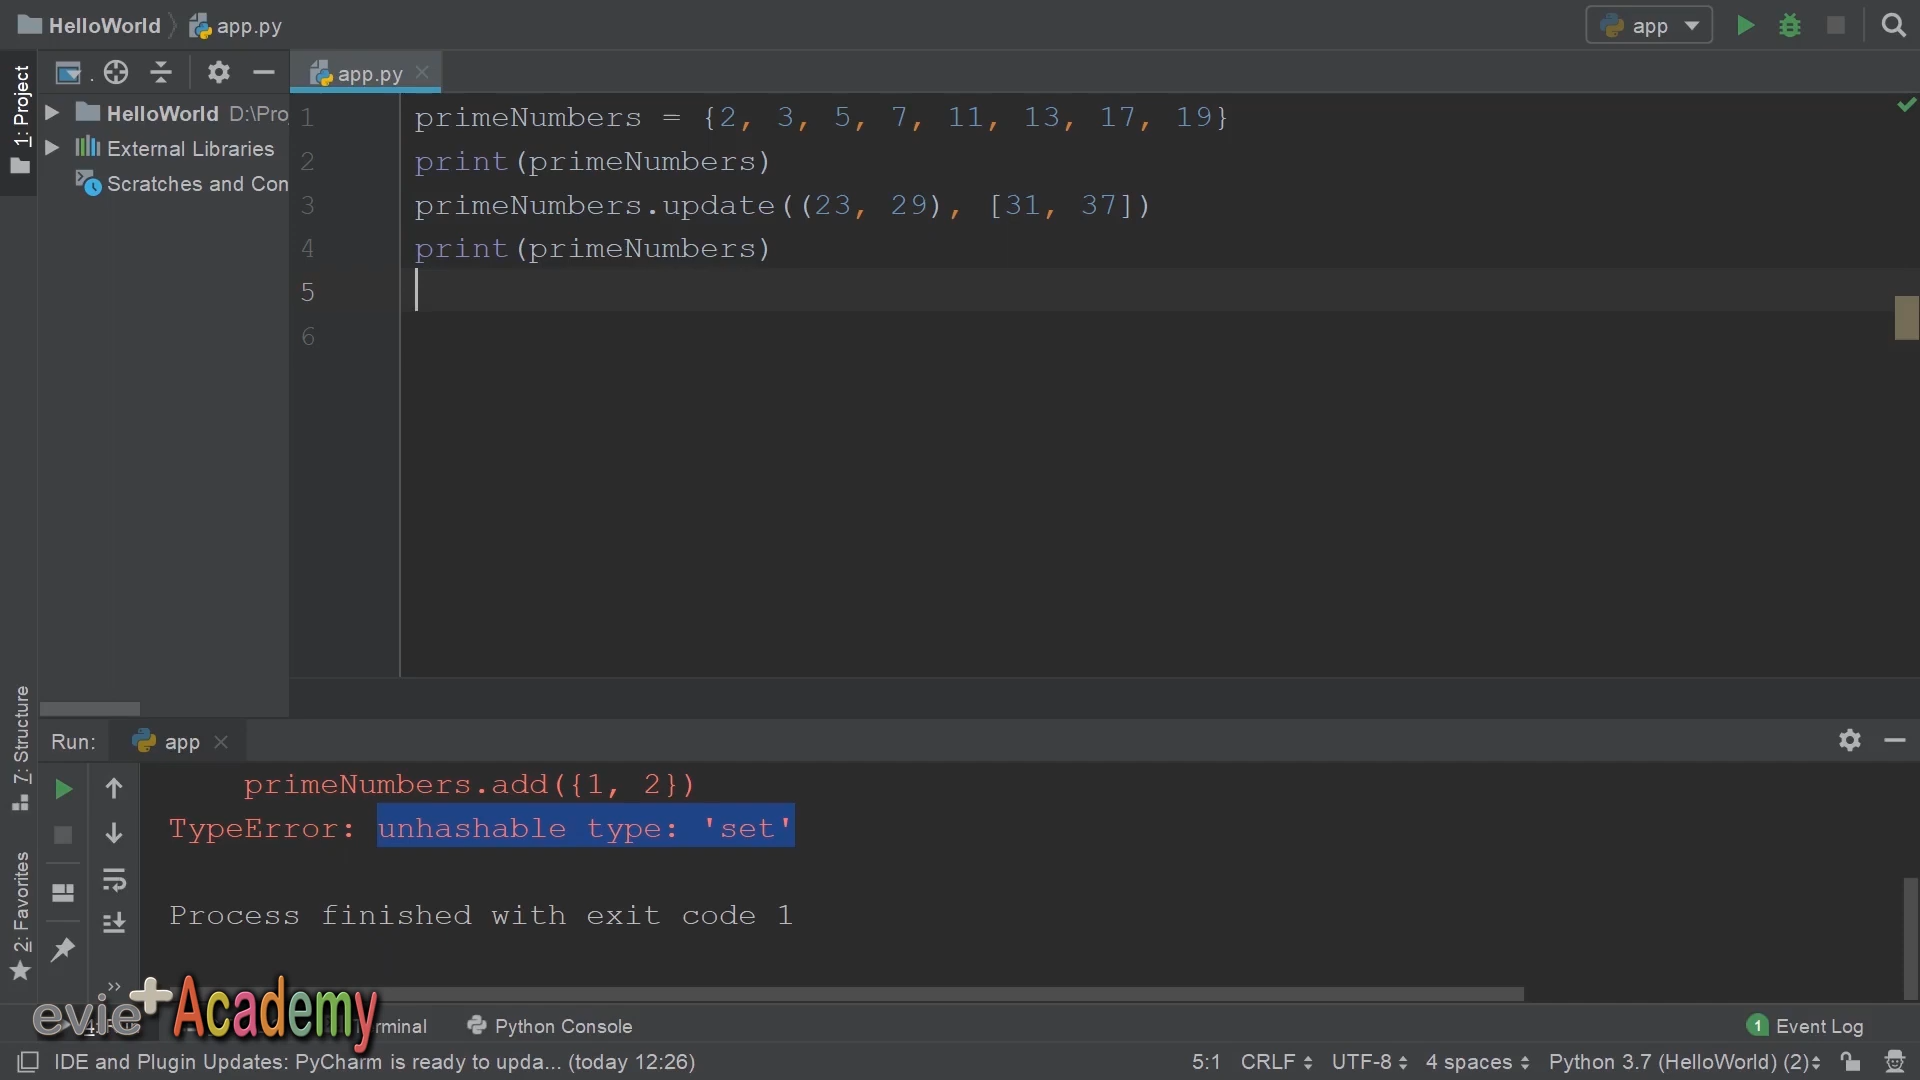 HelloWorld app.py
app
1: Project
app.py
HelloWorld D:\Pro
External Libraries
Scratches and Con
1 primeNumbers = {2, 3, 5, 7, 11, 13, 17, 19}
2 print(primeNumbers)
3 primeNumbers.update((23, 29), [31, 37])
4 print(primeNumbers)
5
6
7: Structure
2: Favorites
Run: app
primeNumbers.add({1, 2})
TypeError: unhashable type: 'set'
Process finished with exit code 1
evie+Academy
Python Console
1 Event Log
IDE and Plugin Updates: PyCharm is ready to upda... (today 12:26)
5:1 CRLF UTF-8 4 spaces Python 3.7 (HelloWorld) (2)